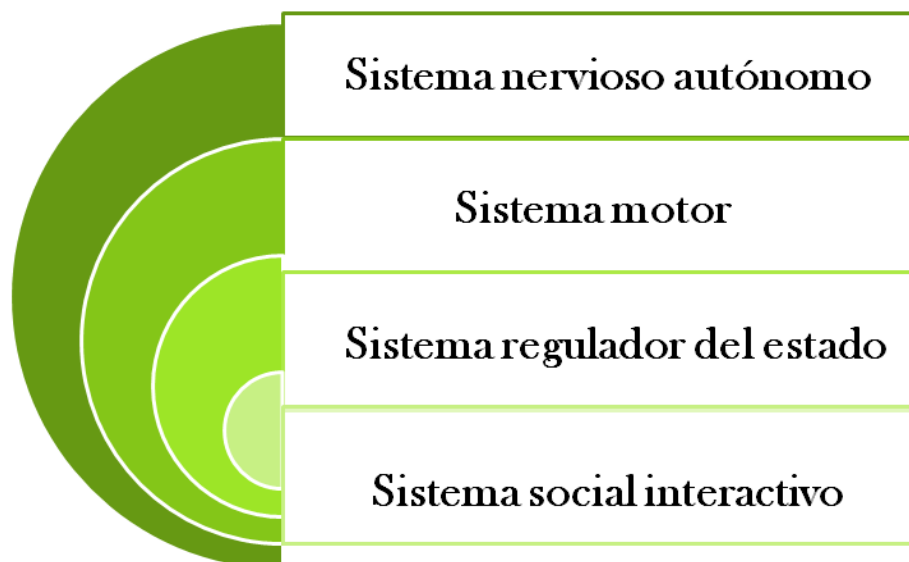 Sistema nervioso autónomo
Sistema motor
Sistema regulador del estado
Sistema social interactivo